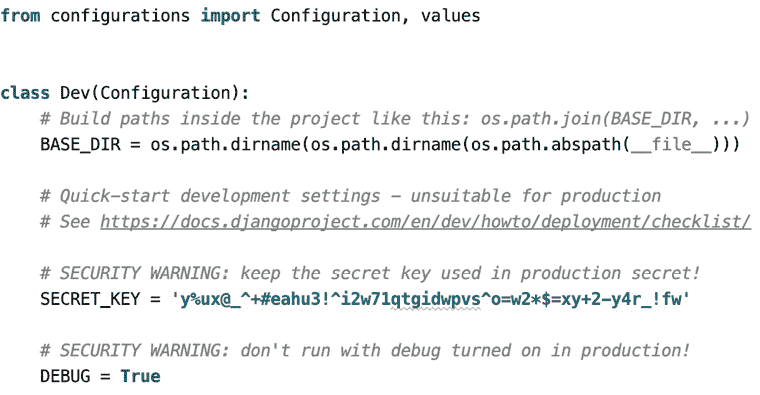 from configurations import Configuration, values
class Dev(Configuration):
# Build paths inside the project like this: os.path.join(BASE_DIR, ...)
BASE_DIR = os.path.dirname(os.path.dirname(os.path.abspath(__file__)))
# Quick-start development settings - unsuitable for production
# See https://docs.djangoproject.com/en/dev/howto/deployment/checklist/
# SECURITY WARNING: keep the secret key used in production secret!
SECRET_KEY = 'y%ux@_^+#eahu3!^i2w71qtgidwpvs^o=w2*$=xy+2-y4r_!fw'
# SECURITY WARNING: don't run with debug turned on in production!
DEBUG = True